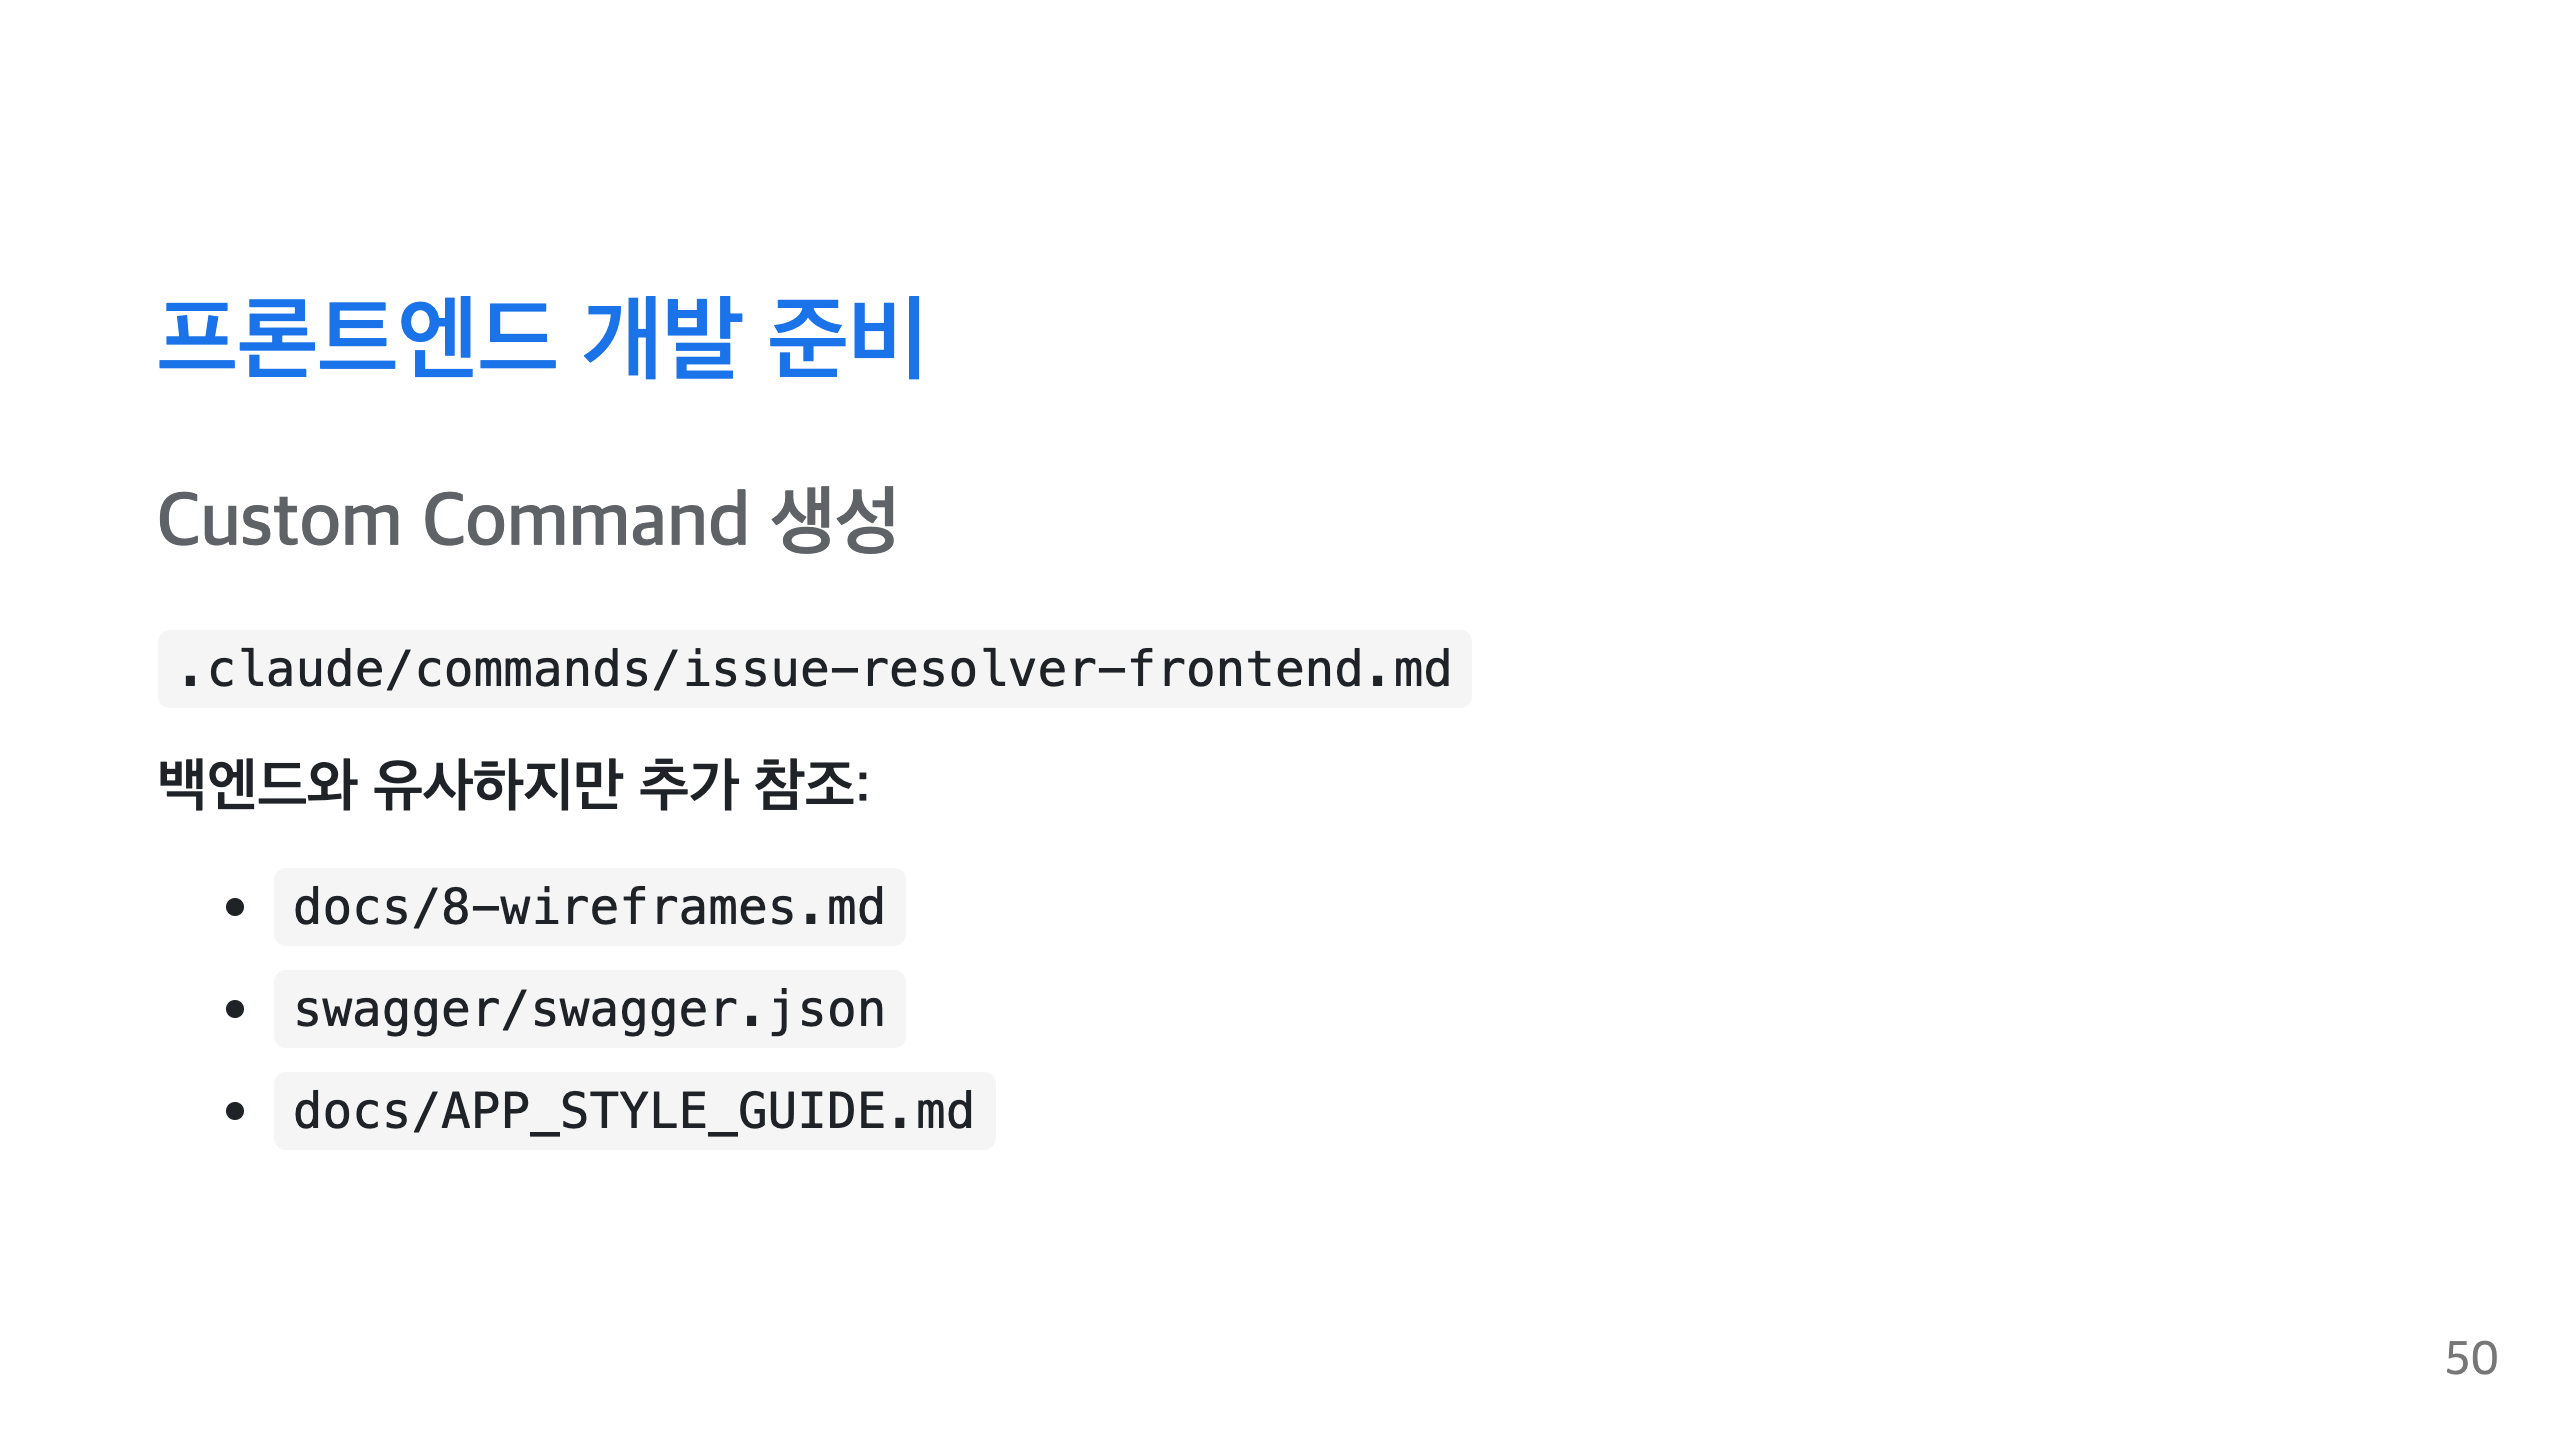 프론트엔드 개발 준비
Custom Command 생성
.claude/commands/issue-resolver-frontend.md
백엔드와 유사하지만 추가 참조:
• docs/8-wireframes.md
• swagger/swagger.json
• docs/APP_STYLE_GUIDE.md
50